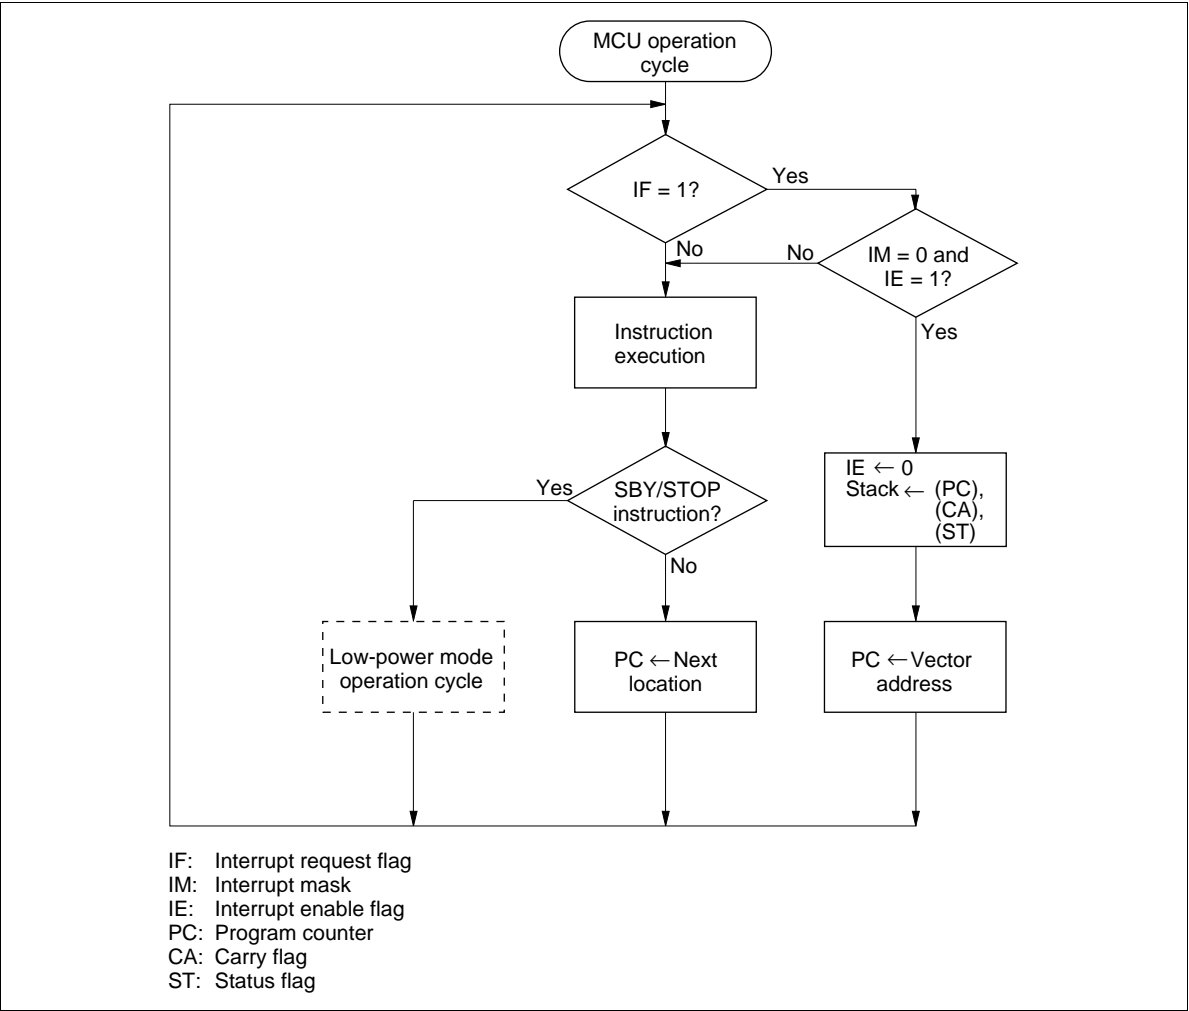 MCU operation
cycle
IF = 1?
Yes
No
No
IM = 0 and
IE = 1?
Yes
Instruction
execution
Yes
SBY/STOP
instruction?
No
IE ← 0
Stack ← (PC),
(CA),
(ST)
Low-power mode
operation cycle
PC ← Next
location
PC ← Vector
address
IF: Interrupt request flag
IM: Interrupt mask
IE: Interrupt enable flag
PC: Program counter
CA: Carry flag
ST: Status flag